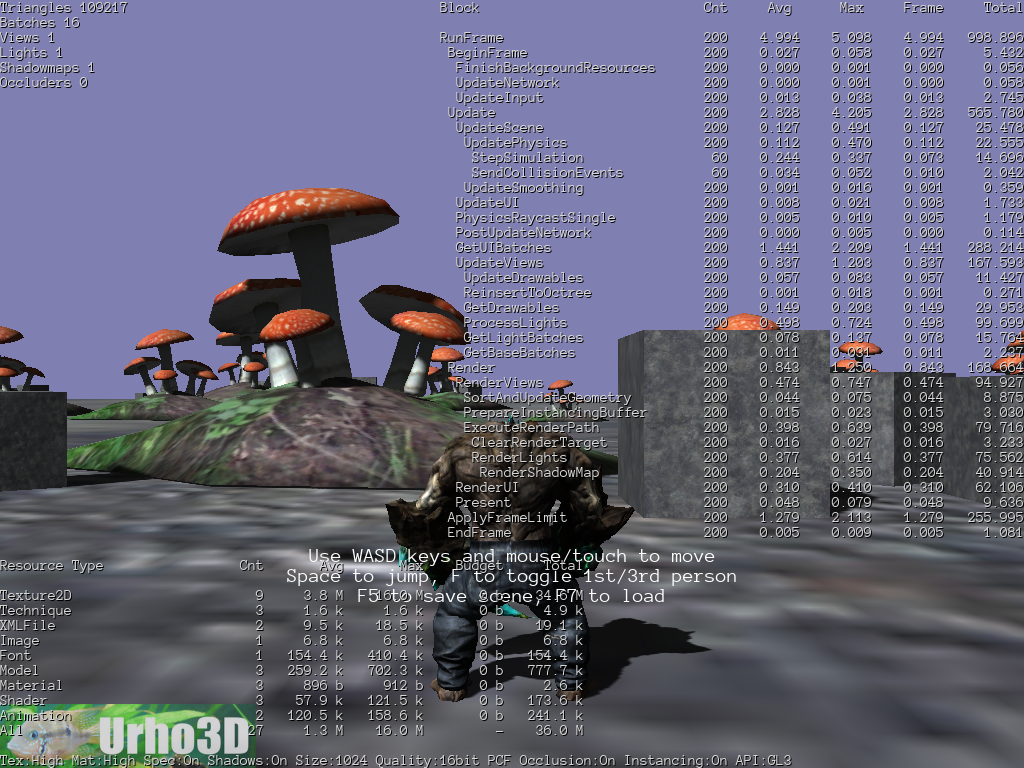 Triangles 109217
Batches 16
Views 1
Lights 1
Shadowmaps 1
Occluders 0
Block Cnt Avg Max Frame Total
RunFrame 200 4.994 5.098 4.994 998.896
BeginFrame 200 0.027 0.058 0.027 5.432
FinishBackgroundResources 200 0.000 0.001 0.000 0.056
UpdateNetwork 200 0.000 0.001 0.000 0.058
UpdateInput 200 0.013 0.038 0.013 2.745
Update 200 2.828 4.205 2.828 565.780
UpdateScene 200 0.127 0.491 0.127 25.478
UpdatePhysics 200 0.112 0.470 0.112 22.555
StepSimulation 60 0.244 0.337 0.073 14.696
SendCollisionEvents 60 0.034 0.052 0.010 2.042
UpdateSmoothing 200 0.001 0.016 0.001 0.359
UpdateUI 200 0.008 0.021 0.008 1.733
PhysicsRaycastSingle 200 0.005 0.010 0.005 1.179
PostUpdateNetwork 200 0.000 0.005 0.000 0.114
GetUIBatches 200 1.441 2.209 1.441 288.214
UpdateViews 200 0.837 1.203 0.837 167.593
UpdateDrawables 200 0.057 0.083 0.057 11.427
ReinsertToOctree 200 0.001 0.018 0.001 0.271
GetDrawables 200 0.149 0.203 0.149 29.953
ProcessLights 200 0.498 0.724 0.498 99.699
GetLightBatches 200 0.078 0.137 0.078 15.764
GetBaseBatches 200 0.011 0.031 0.011 2.237
Render 200 0.843 1.250 0.843 168.664
RenderViews 200 0.474 0.747 0.474 94.927
SortAndUpdateGeometry 200 0.044 0.075 0.044 8.875
PrepareInstancingBuffer 200 0.015 0.023 0.015 3.030
ExecuteRenderPath 200 0.398 0.639 0.398 79.716
ClearRenderTarget 200 0.016 0.027 0.016 3.233
RenderLights 200 0.377 0.614 0.377 75.562
RenderShadowMap 200 0.204 0.350 0.204 40.914
RenderUI 200 0.310 0.410 0.310 62.106
Present 200 0.048 0.079 0.048 9.636
ApplyFrameLimit 200 1.279 2.113 1.279 255.995
EndFrame 200 0.005 0.009 0.005 1.081
Use WASD keys and mouse/touch to move
Space to jump, F to toggle 1st/3rd person
F5 to save scene, F7 to load
Resource Type Cnt Avg Max Budget Total
Texture2D 9 3.8 M 16.0 M 0 b 34.6 M
Technique 3 1.6 k 1.6 k 0 b 4.9 k
XMLFile 2 9.5 k 18.5 k 0 b 19.1 k
Image 1 6.8 k 6.8 k 0 b 6.8 k
Font 1 154.4 k 410.4 k 0 b 154.4 k
Model 3 259.2 k 702.3 k 0 b 777.7 k
Material 3 896 b 912 b 0 b 2.6 k
Shader 3 57.9 k 121.5 k 0 b 173.6 k
Animation 2 120.5 k 158.6 k 0 b 241.1 k
All 27 1.3 M 16.0 M - 36.0 M
Urho3D
Tex:High Mat:High Spec:On Shadows:On Size:1024 Quality:16bit PCF Occlusion:On Instancing:On API:GL3